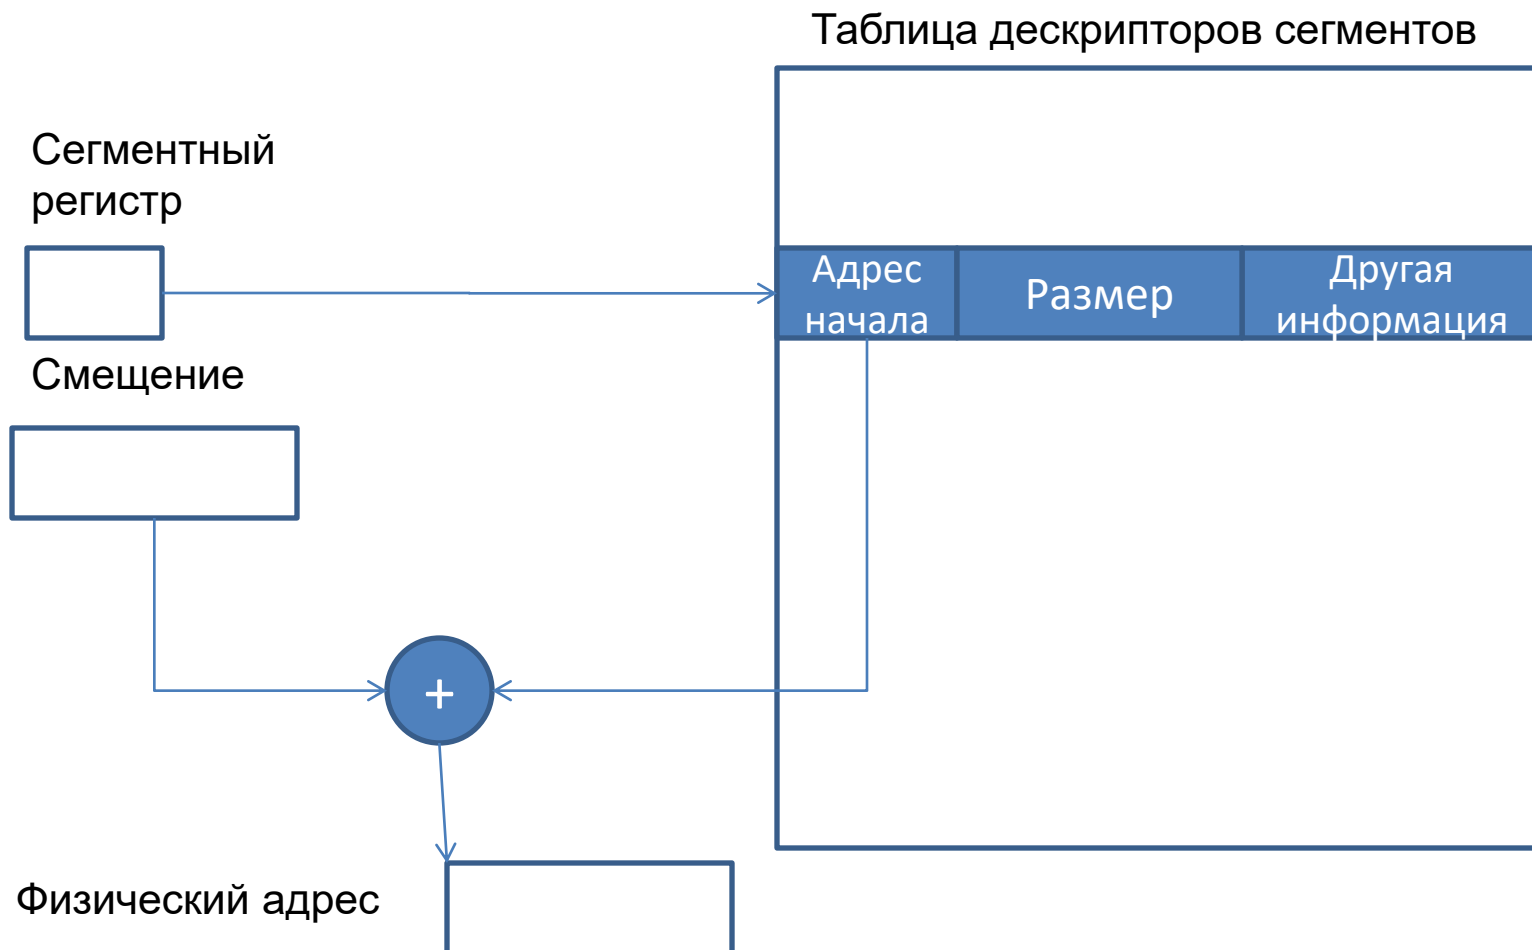 Таблица дескрипторов сегментов
Сегментный
регистр
Адрес
начала
Размер
Другая
информация
Смещение
+
Физический адрес